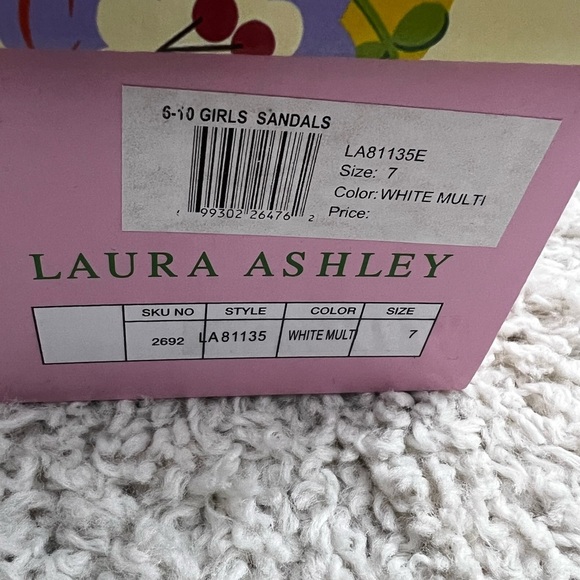 6-10 GIRLS SANDALS
LA81135E
Size: 7
Color: WHITE MULTI
Price:
99302 26476 2
LAURA ASHLEY
SKU NO STYLE COLOR SIZE
2692 LA81135 WHITE MULT 7